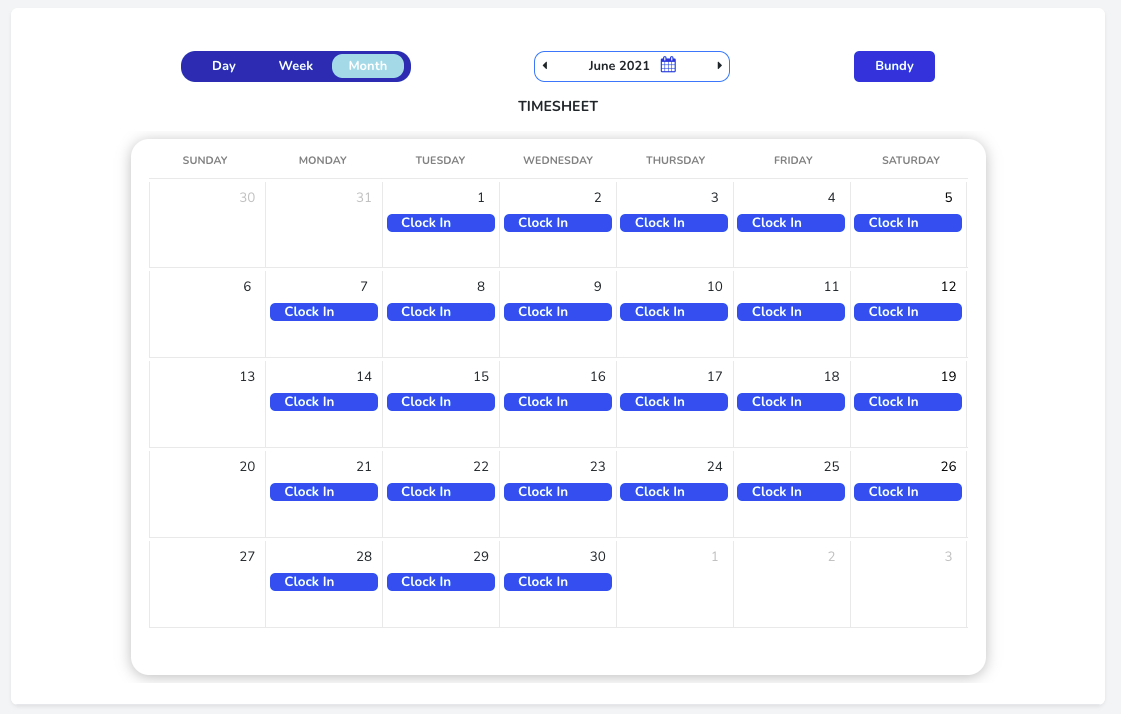 Day Week Month June 2021 Bundy
TIMESHEET
SUNDAY MONDAY TUESDAY WEDNESDAY THURSDAY FRIDAY SATURDAY
30 31 1 2 3 4 5
Clock In Clock In Clock In Clock In Clock In
6 7 8 9 10 11 12
Clock In Clock In Clock In Clock In Clock In Clock In
13 14 15 16 17 18 19
Clock In Clock In Clock In Clock In Clock In Clock In
20 21 22 23 24 25 26
Clock In Clock In Clock In Clock In Clock In Clock In
27 28 29 30 1 2 3
Clock In Clock In Clock In